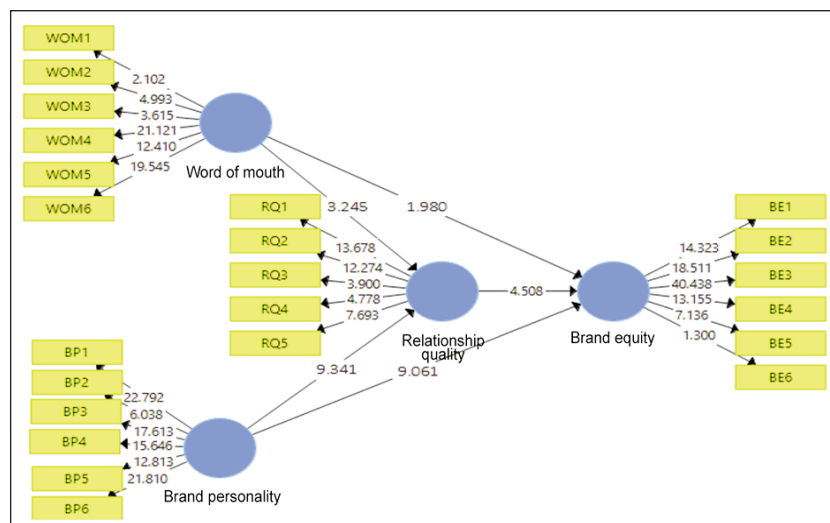 WOM1
WOM2
WOM3
WOM4
WOM5
WOM6
2.102
4.993
3.615
21.121
12.410
19.545
Word of mouth
3.245
1.980
RQ1
RQ2
RQ3
RQ4
RQ5
13.678
12.274
3.900
4.778
7.693
Relationship
quality
4.508
BE1
BE2
BE3
BE4
BE5
BE6
14.323
18.511
40.438
13.155
7.136
1.300
Brand equity
9.341
9.061
BP1
BP2
BP3
BP4
BP5
BP6
22.792
6.038
17.613
15.646
12.813
21.810
Brand personality